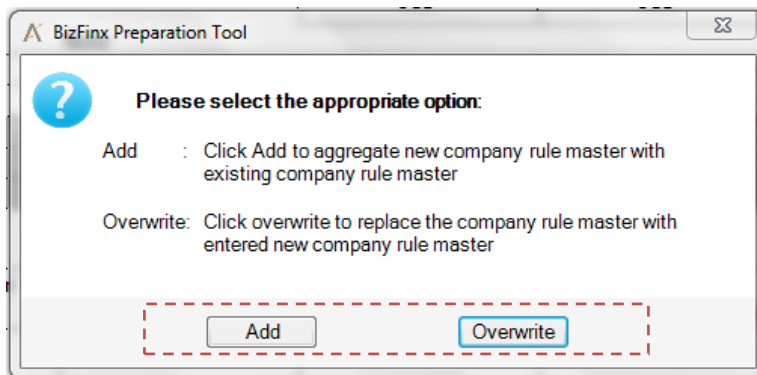 BizFinx Preparation Tool
?
Please select the appropriate option:
Add : Click Add to aggregate new company rule master with
existing company rule master
Overwrite: Click overwrite to replace the company rule master with
entered new company rule master
Add Overwrite